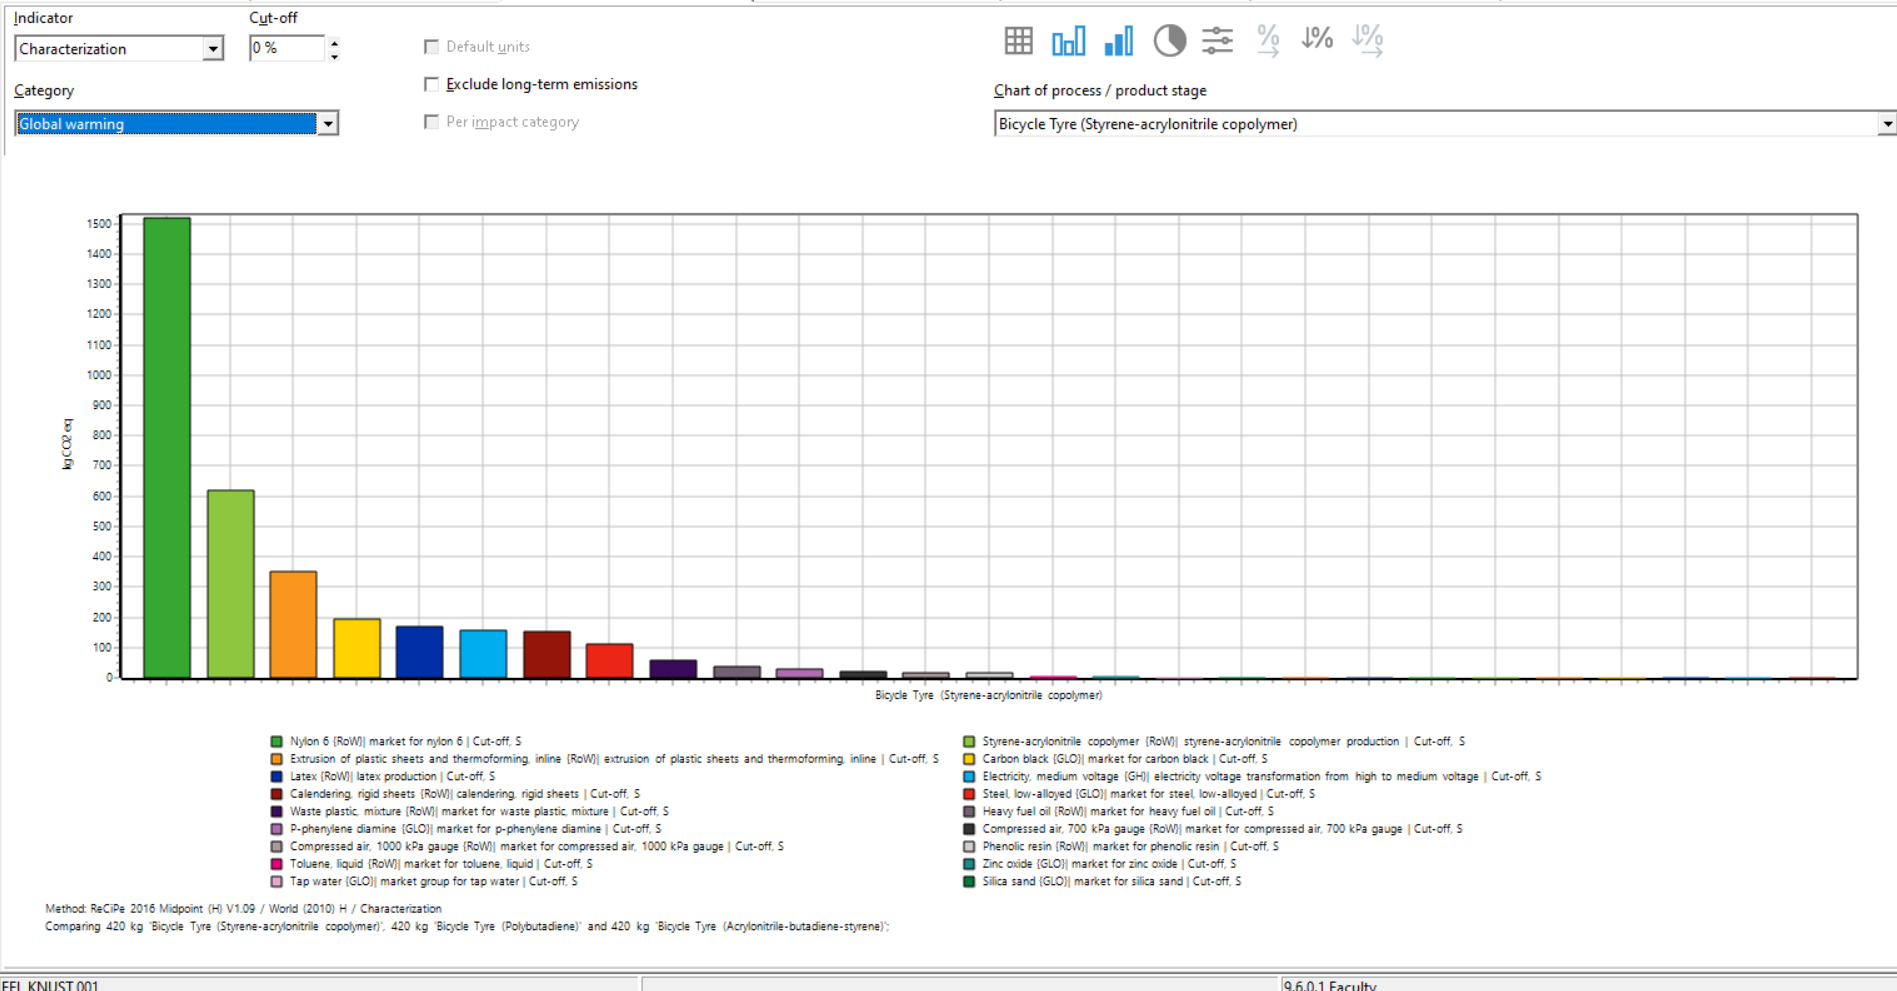 Indicator
Cut-off
Characterization
0 %
Default units
Exclude long-term emissions
Category
Chart of process / product stage
Global warming
Per impact category
Bicycle Tyre (Styrene-acrylonitrile copolymer)
1500
1400
1300
1200
1100
1000
900
800
700
600
500
400
300
200
100
0
kg CO2 eq
Bicycle Tyre (Styrene-acrylonitrile copolymer)
Nylon 6 {RoW}| market for nylon 6 | Cut-off, S
Styrene-acrylonitrile copolymer {RoW}| styrene-acrylonitrile copolymer production | Cut-off, S
Extrusion of plastic sheets and thermoforming, inline {RoW}| extrusion of plastic sheets and thermoforming, inline | Cut-off, S
Carbon black {GLO}| market for carbon black | Cut-off, S
Latex {RoW}| latex production | Cut-off, S
Electricity, medium voltage {GH}| electricity voltage transformation from high to medium voltage | Cut-off, S
Calendering, rigid sheets {RoW}| calendering, rigid sheets | Cut-off, S
Steel, low-alloyed {GLO}| market for steel, low-alloyed | Cut-off, S
Waste plastic, mixture {RoW}| market for waste plastic, mixture | Cut-off, S
Heavy fuel oil {RoW}| market for heavy fuel oil | Cut-off, S
P-phenylene diamine {GLO}| market for p-phenylene diamine | Cut-off, S
Compressed air, 700 kPa gauge {RoW}| market for compressed air, 700 kPa gauge | Cut-off, S
Compressed air, 1000 kPa gauge {RoW}| market for compressed air, 1000 kPa gauge | Cut-off, S
Phenolic resin {RoW}| market for phenolic resin | Cut-off, S
Toluene, liquid {RoW}| market for toluene, liquid | Cut-off, S
Zinc oxide {GLO}| market for zinc oxide | Cut-off, S
Tap water {GLO}| market group for tap water | Cut-off, S
Silica sand {GLO}| market for silica sand | Cut-off, S
Method: ReCiPe 2016 Midpoint (H) V1.09 / World (2010) H / Characterization
Comparing 420 kg 'Bicycle Tyre (Styrene-acrylonitrile copolymer)', 420 kg 'Bicycle Tyre (Polybutadiene)' and 420 kg 'Bicycle Tyre (Acrylonitrile-butadiene-styrene)';
KNUST 001
9.6.0.1 Faculty